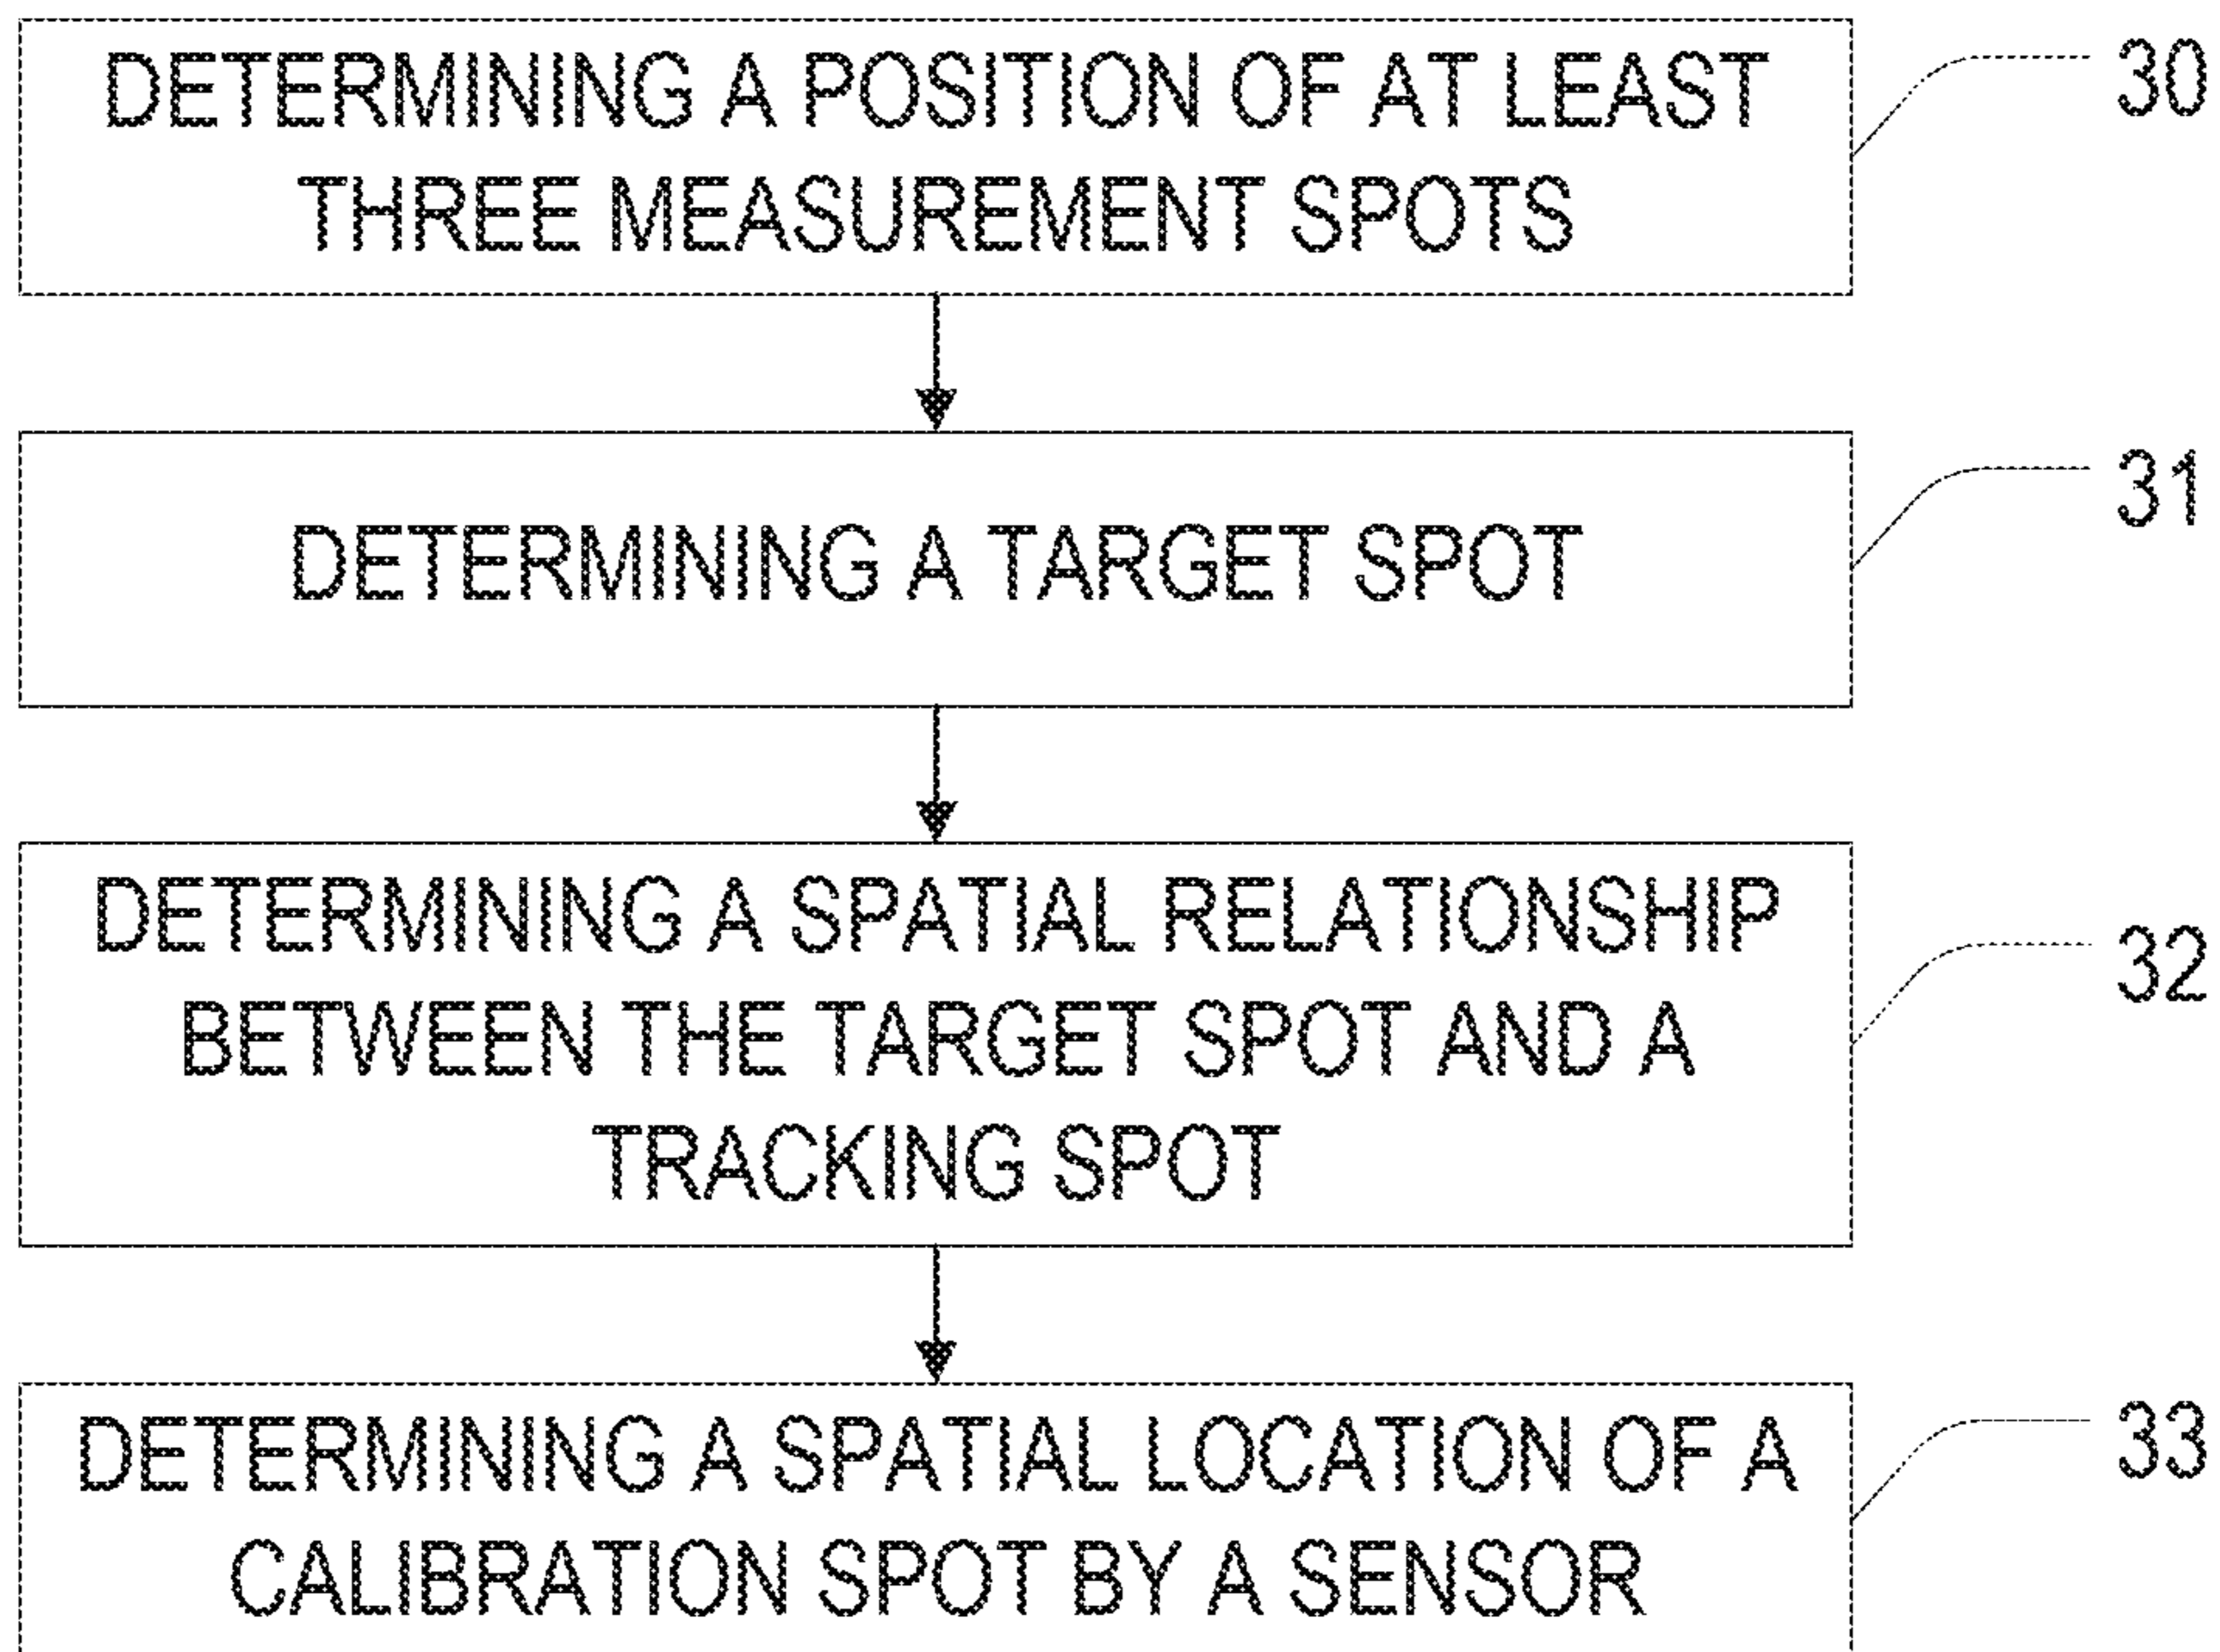 DETERMINING A POSITION OF AT LEAST
THREE MEASUREMENT SPOTS
30
DETERMINING A TARGET SPOT
31
DETERMINING A SPATIAL RELATIONSHIP
BETWEEN THE TARGET SPOT AND A
TRACKING SPOT
32
DETERMINING A SPATIAL LOCATION OF A
CALIBRATION SPOT BY A SENSOR
33